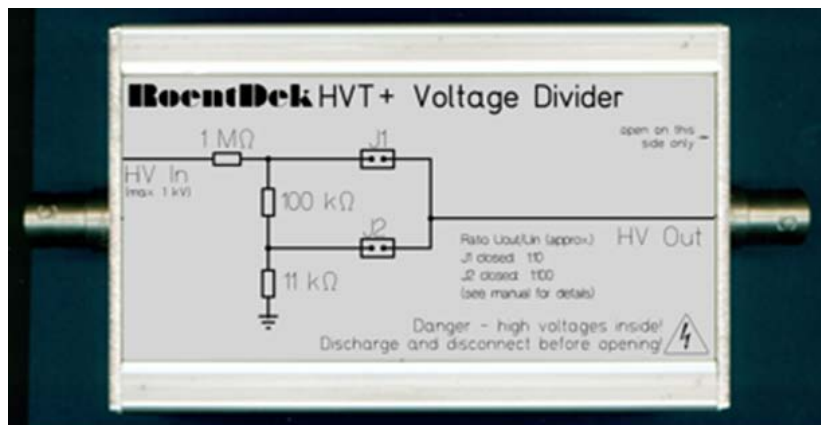 RoentDek HVT+ Voltage Divider
1 MΩ
J1
open on this
side only
HV In
(max 1 kV)
100 kΩ
J2
Ratio Uout/Uin (approx.)
HV Out
J1 closed: 1:10
J2 closed: 1:100
(see manual for details)
11 kΩ
Danger - high voltages inside!
Discharge and disconnect before opening!